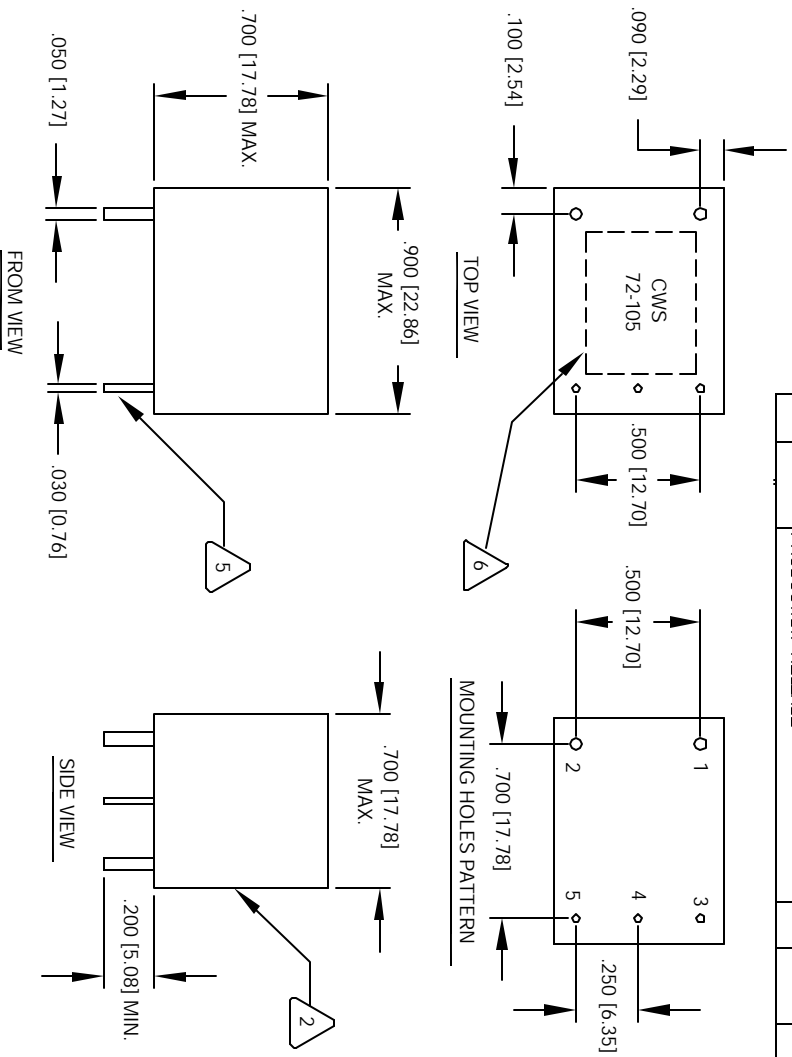 .090 [2.29]
.100 [2.54]
CWS
72-105
.500 [12.70]
6
TOP VIEW
.500 [12.70]
1
2
3
4
5
.700 [17.78]
.250 [6.35]
MOUNTING HOLES PATTERN
.700 [17.78] MAX.
.900 [22.86]
MAX.
.050 [1.27]
.030 [0.76]
5
FROM VIEW
.700 [17.78]
MAX.
.200 [5.08] MIN.
2
SIDE VIEW